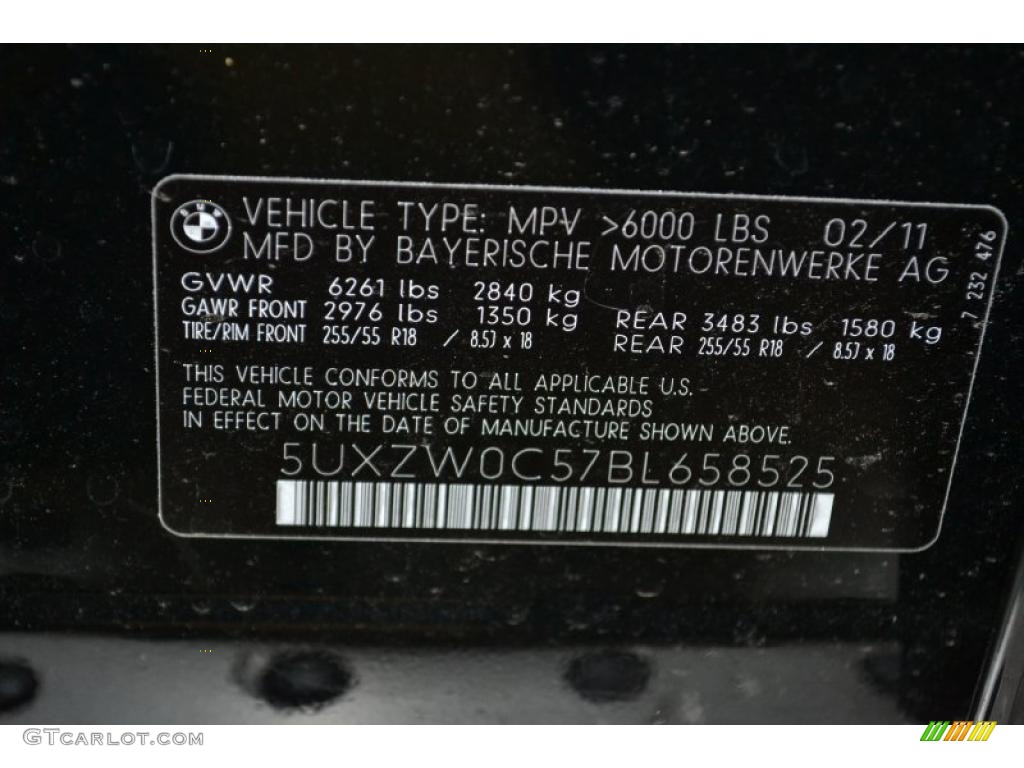 VEHICLE TYPE: MPV >6000 LBS 02/11
MFD BY BAYERISCHE MOTORENWERKE AG
GVWR 6261 lbs 2840 kg
GAWR FRONT 2976 lbs 1350 kg REAR 3483 lbs 1580 kg
TIRE/RIM FRONT 255/55 R18 / 8.5J x 18 REAR 255/55 R18 / 8.5J x 18
7 232 476
THIS VEHICLE CONFORMS TO ALL APPLICABLE U.S.
FEDERAL MOTOR VEHICLE SAFETY STANDARDS
IN EFFECT ON THE DATE OF MANUFACTURE SHOWN ABOVE.
5UXZW0C57BL658525
GTCARLOT.COM